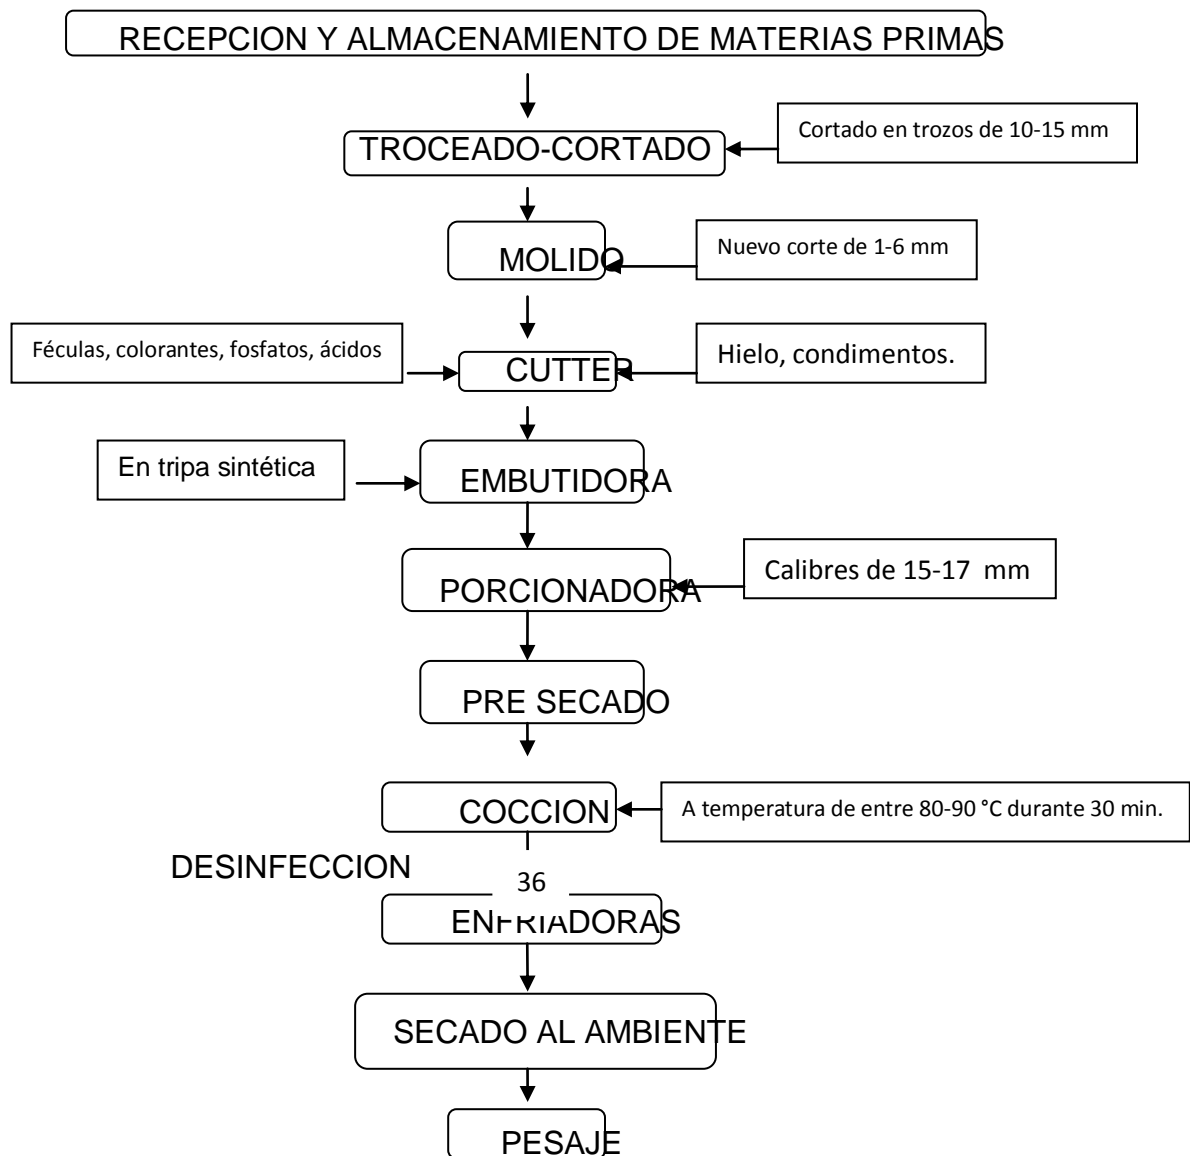 RECEPCION Y ALMACENAMIENTO DE MATERIAS PRIMAS
Cortado en trozos de 10-15 mm
TROCEADO-CORTADO
Nuevo corte de 1-6 mm
MOLIDO
Féculas, colorantes, fosfatos, ácidos
Hielo, condimentos.
CUTTER
En tripa sintética
EMBUTIDORA
Calibres de 15-17 mm
PORCIONADORA
PRE SECADO
COCCION
A temperatura de entre 80-90 °C durante 30 min.
DESINFECCION
36
ENFRIADORAS
SECADO AL AMBIENTE
PESAJE